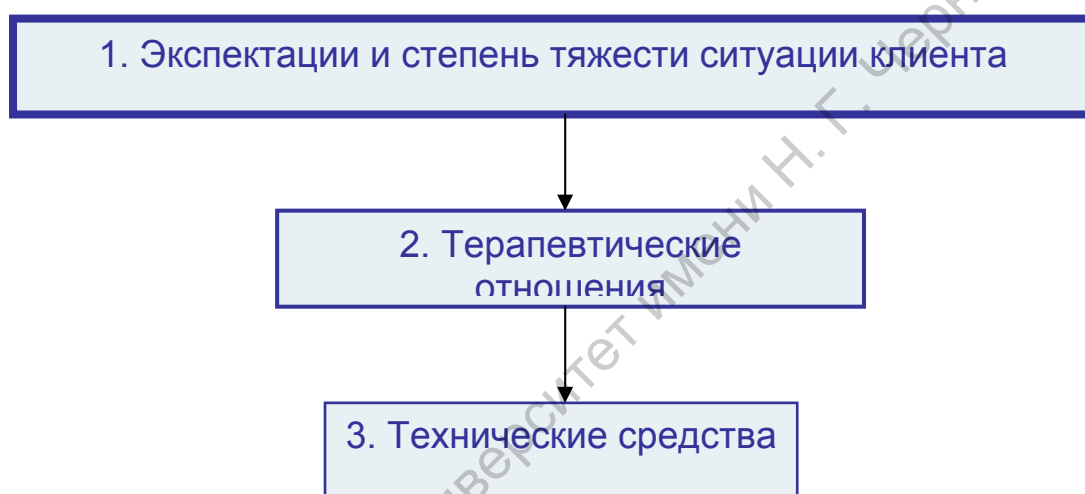 1. Экспектации и степень тяжести ситуации клиента
2. Терапевтические
отношения
3. Технические средства
имени Н. Г.